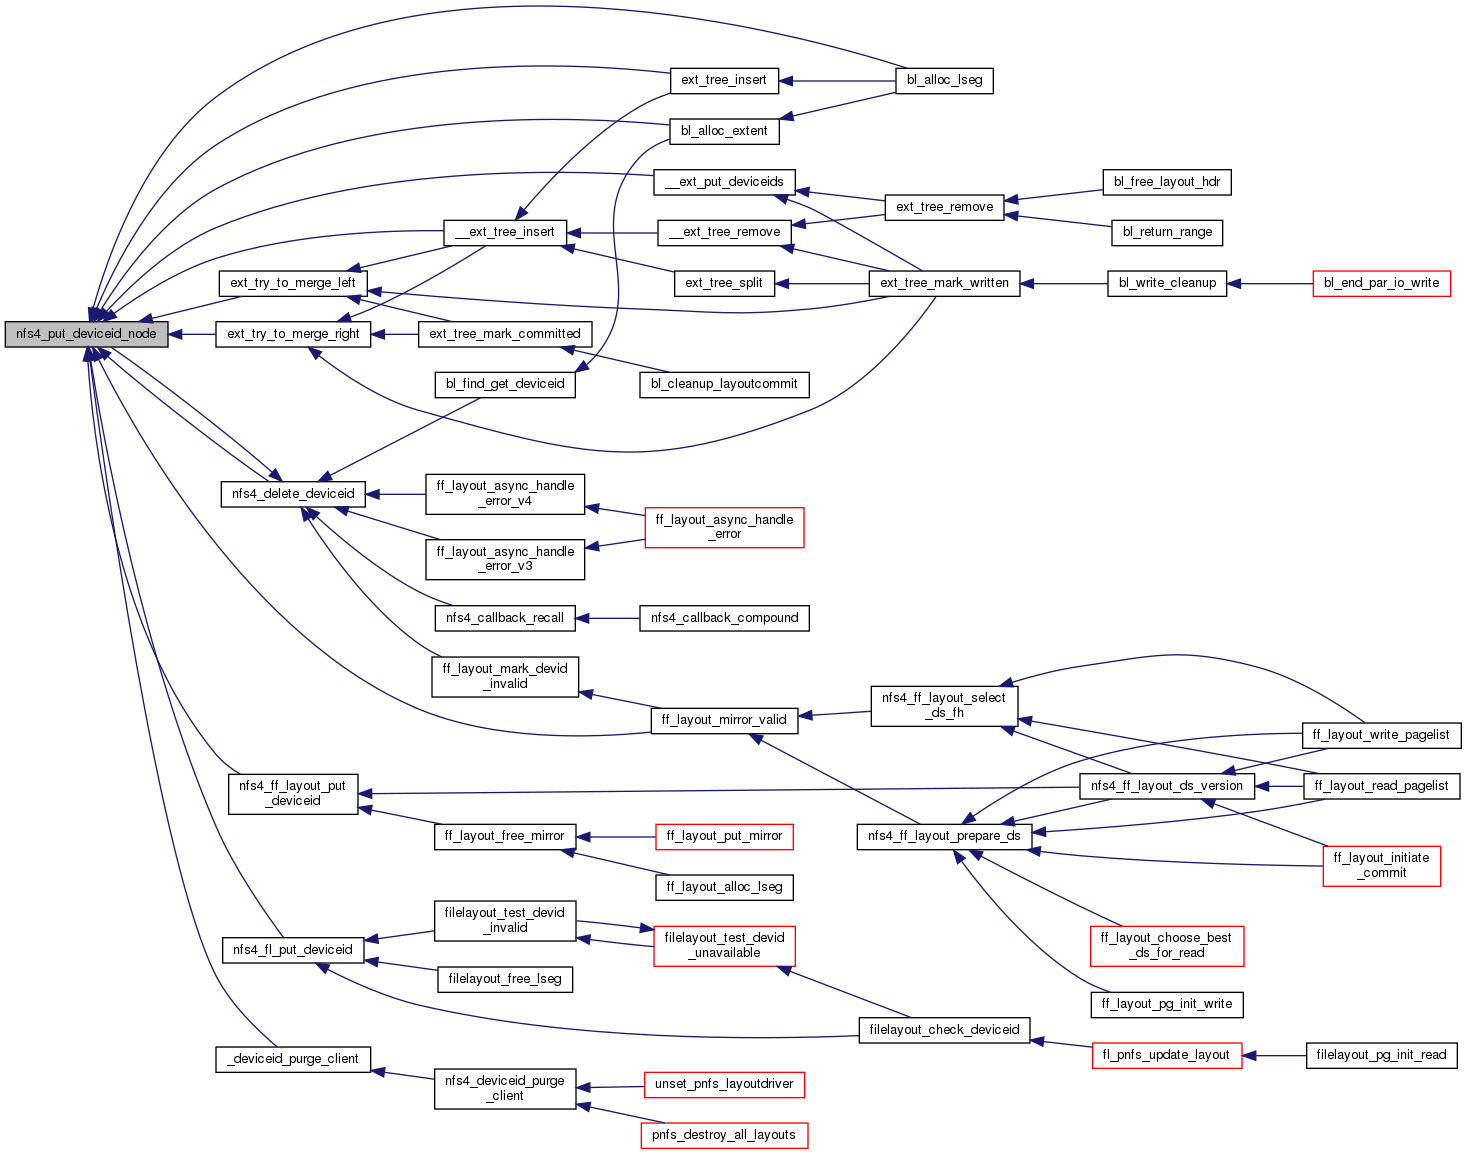 bl_alloc_lseg
ext_tree_insert
bl_alloc_extent
__ext_put_deviceids
bl_free_layout_hdr
ext_tree_remove
__ext_tree_insert
__ext_tree_remove
bl_return_range
ext_try_to_merge_left
ext_tree_split
ext_tree_mark_written
bl_write_cleanup
bl_end_par_io_write
nfs4_put_deviceid_node
ext_try_to_merge_right
ext_tree_mark_committed
bl_find_get_deviceid
bl_cleanup_layoutcommit
nfs4_delete_deviceid
ff_layout_async_handle
_error_v4
ff_layout_async_handle
_error
ff_layout_async_handle
_error_v3
nfs4_callback_recall
nfs4_callback_compound
ff_layout_mark_devid
_invalid
ff_layout_mirror_valid
nfs4_ff_layout_select
_ds_fh
ff_layout_write_pagelist
nfs4_ff_layout_put
_deviceid
nfs4_ff_layout_ds_version
ff_layout_read_pagelist
ff_layout_free_mirror
ff_layout_put_mirror
nfs4_ff_layout_prepare_ds
ff_layout_initiate
_commit
ff_layout_alloc_lseg
filelayout_test_devid
_invalid
nfs4_fl_put_deviceid
filelayout_test_devid
_unavailable
ff_layout_choose_best
_ds_for_read
filelayout_free_lseg
ff_layout_pg_init_write
filelayout_check_deviceid
_deviceid_purge_client
fl_pnfs_update_layout
filelayout_pg_init_read
nfs4_deviceid_purge
_client
unset_pnfs_layoutdriver
pnfs_destroy_all_layouts